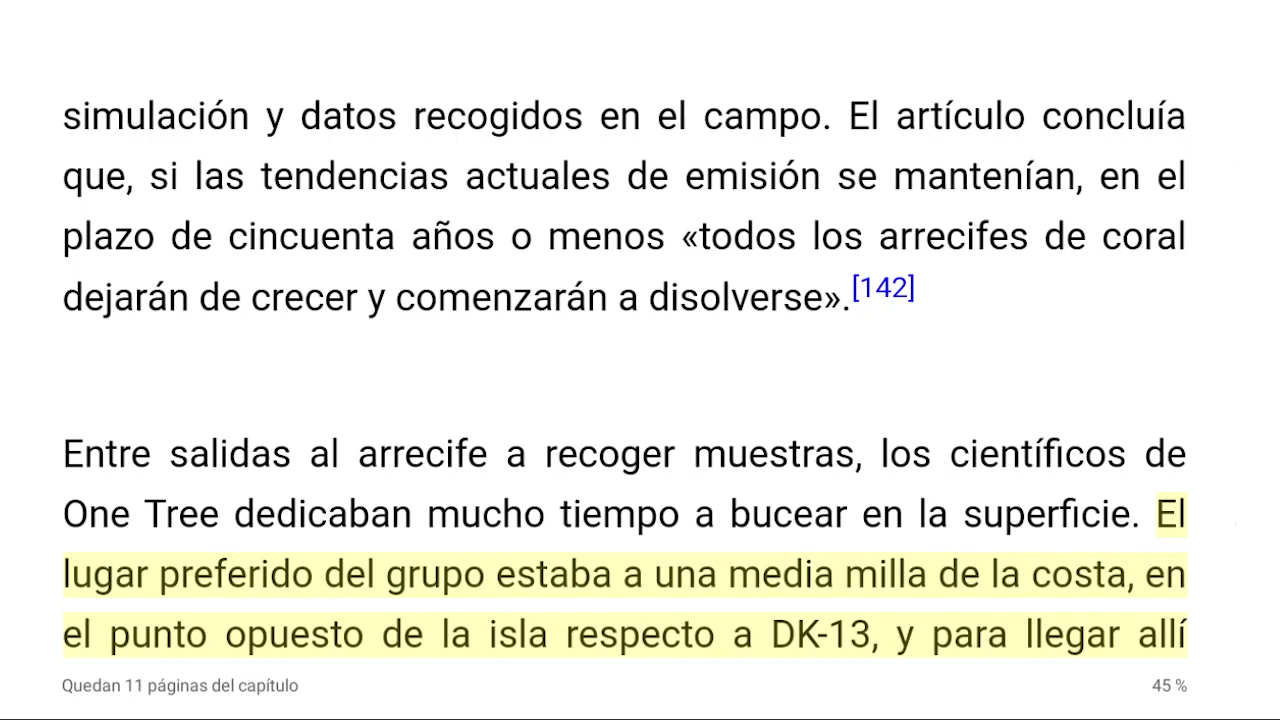 simulación y datos recogidos en el campo. El artículo concluía
que, si las tendencias actuales de emisión se mantenían, en el
plazo de cincuenta años o menos «todos los arrecifes de coral
dejarán de crecer y comenzarán a disolverse».[142]
Entre salidas al arrecife a recoger muestras, los científicos de
One Tree dedicaban mucho tiempo a bucear en la superficie. El
lugar preferido del grupo estaba a una media milla de la costa, en
el punto opuesto de la isla respecto a DK-13, y para llegar allí
Quedan 11 páginas del capítulo 45 %